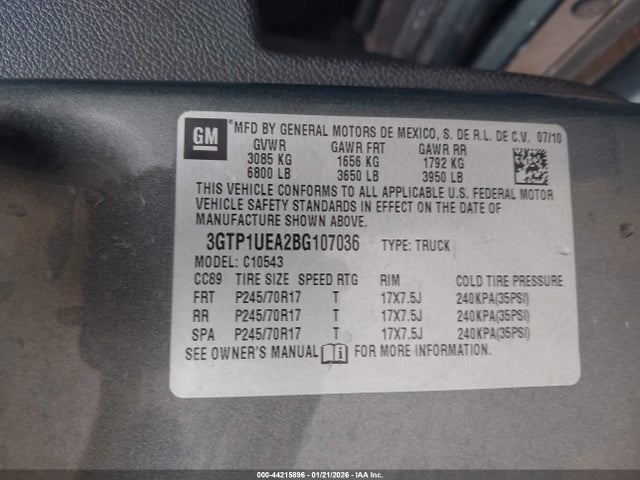 GM ® MFD BY GENERAL MOTORS DE MEXICO, S. DE R.L. DE C.V. 07/10
GVWR GAWR FRT GAWR RR
3085 KG 1656 KG 1792 KG
6800 LB 3650 LB 3950 LB
THIS VEHICLE CONFORMS TO ALL APPLICABLE U.S. FEDERAL MOTOR
VEHICLE SAFETY STANDARDS IN EFFECT ON THE DATE OF
MANUFACTURE SHOWN ABOVE.
3GTP1UEA2BG107036 TYPE: TRUCK
MODEL: C10543
CC89 TIRE SIZE SPEED RTG RIM COLD TIRE PRESSURE
FRT P245/70R17 T 17X7.5J 240KPA(35PSI)
RR P245/70R17 T 17X7.5J 240KPA(35PSI)
SPA P245/70R17 T 17X7.5J 240KPA(35PSI)
SEE OWNER'S MANUAL i FOR MORE INFORMATION.
000-44215896 - 01/21/2026 - IAA Inc.